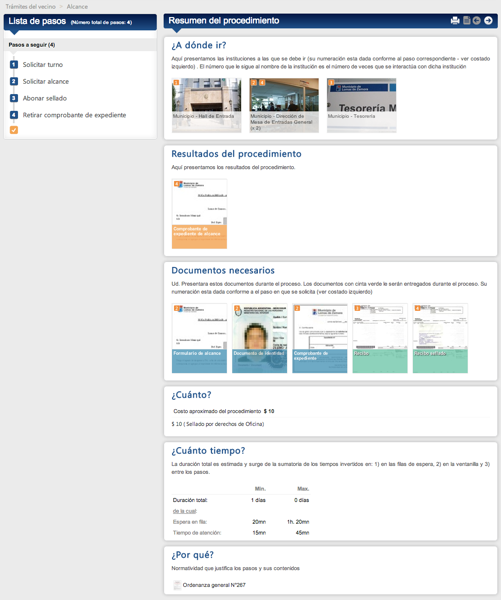 Trámites del vecino > Alcance
Lista de pasos (Número total de pasos: 4)
Pasos a seguir (4)
1 Solicitar turno
2 Solicitar alcance
3 Abonar sellado
4 Retirar comprobante de expediente
Resumen del procedimiento
¿A dónde ir?
Aquí presentamos las instituciones a las que se debe ir (su numeración esta dada conforme al paso correspondiente - ver costado
izquierdo) . El número que le sigue al nombre de la institución es el número de veces que se interactúa con dicha institución
1
2 4
3
Tesorería M
Municipio - Hall de Entrada
Municipio - Dirección de
Mesa de Entradas General
(x 2)
Municipio - Tesorería
Resultados del procedimiento
Aquí presentamos los resultados del procedimiento.
4
Comprobante de
expediente de alcance
Documentos necesarios
Ud. Presentara estos documentos durante el proceso. Los documentos con cinta verde le serán entregados durante el proceso. Su
numeración esta dada conforme a el paso en que se solicita (ver costado izquierdo)
Formulario de alcance
Documento de Identidad
2
Comprobante de
expediente
3
4
¿Cuánto?
Costo aproximado del procedimiento $ 10
$ 10 ( Sellado por derechos de Oficina)
¿Cuánto tiempo?
La duración total es estimada y surge de la sumatoria de los tiempos invertidos en: 1) en las filas de espera, 2) en la ventanilla y 3)
entre los pasos.
Min. Max.
Duración total: 1 días 0 días
de la cual:
Espera en fila: 20mn 1h. 20mn
Tiempo de atención: 15mn 45mn
¿Por qué?
Normatividad que justifica los pasos y sus contenidos
Ordenanza general N°267